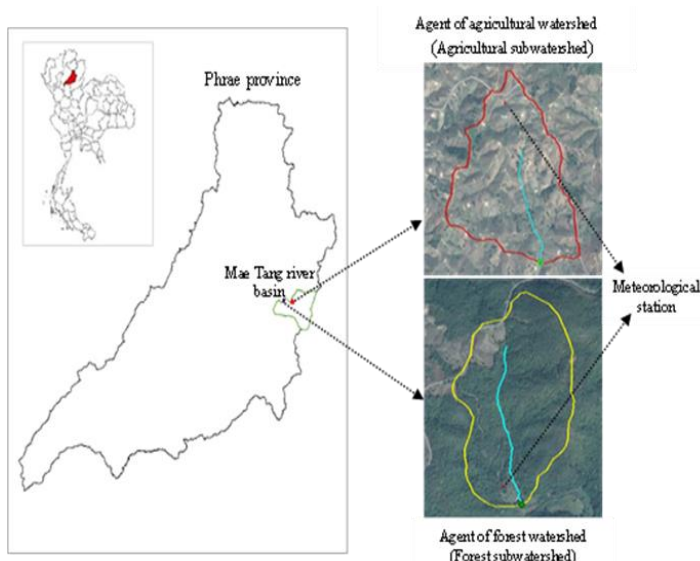 Phrae province
Mae Tang river
basin
Agent of agricultural watershed
(Agricultural subwatershed)
Meteorological
station
Agent of forest watershed
(Forest subwatershed)